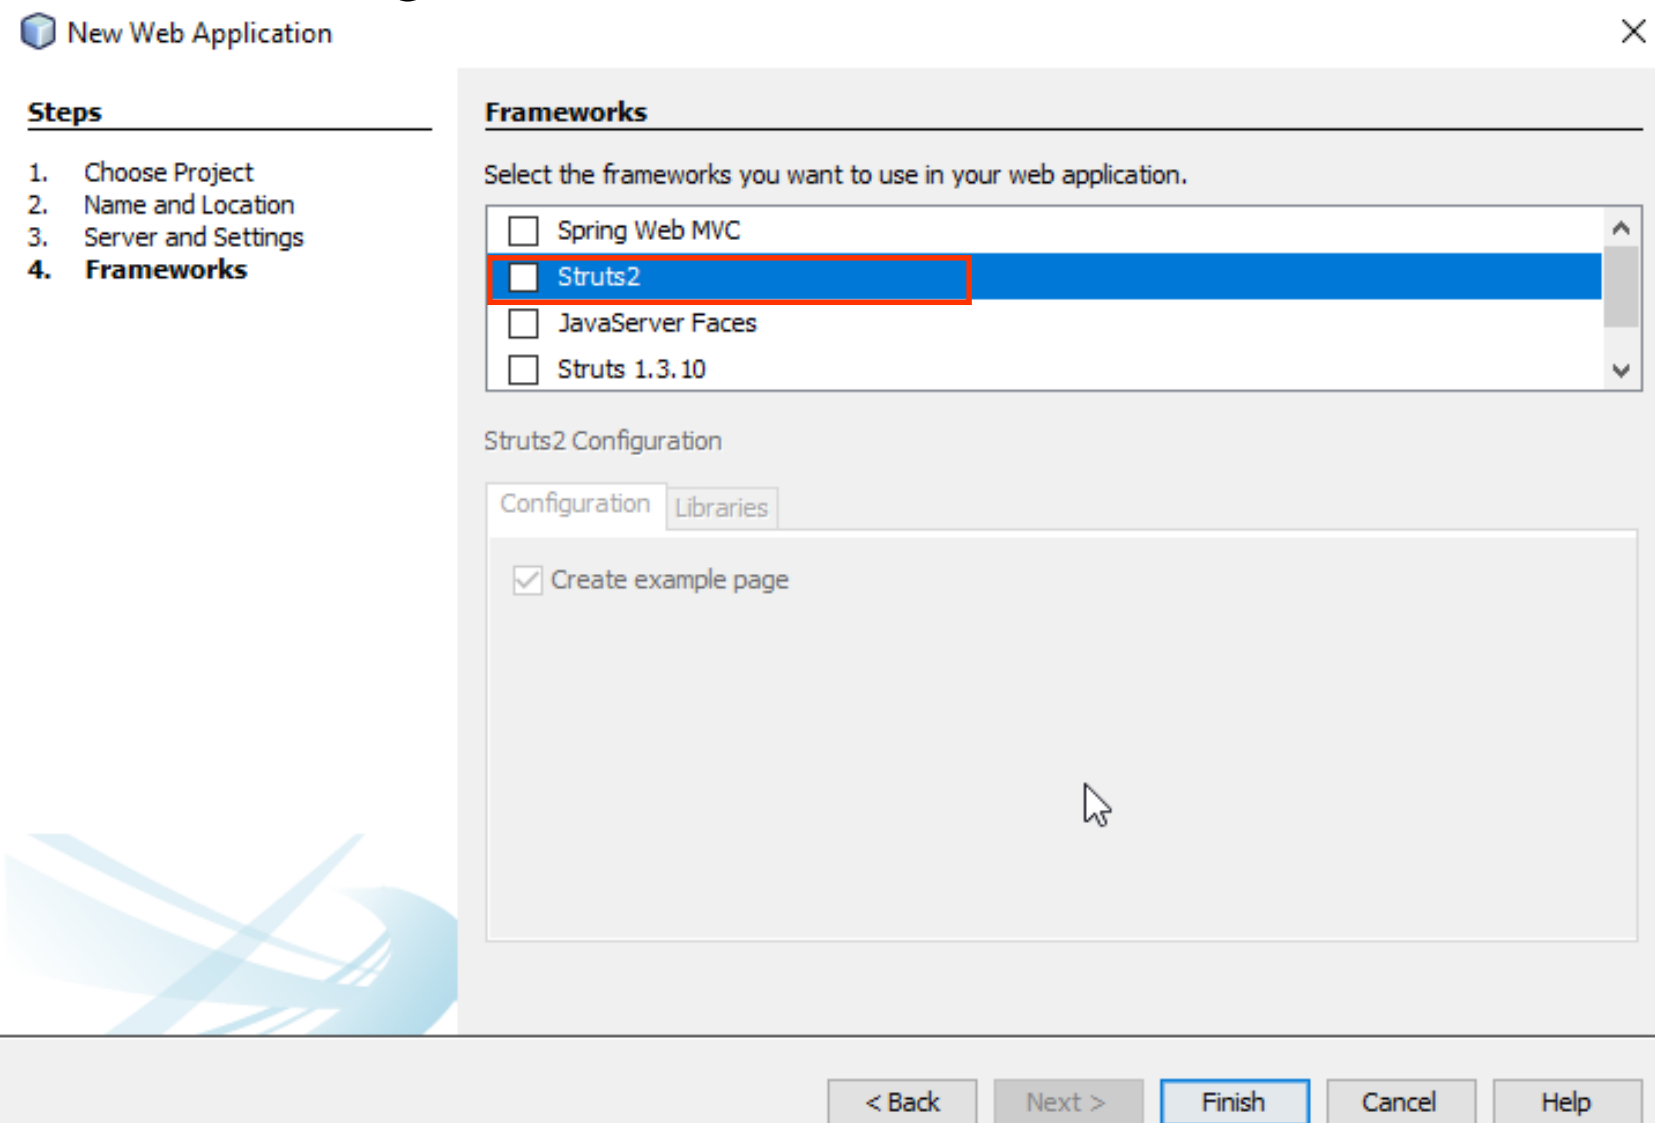 New Web Application
Steps
1. Choose Project
2. Name and Location
3. Server and Settings
4. Frameworks
Frameworks
Select the frameworks you want to use in your web application.
Spring Web MVC
Struts2
JavaServer Faces
Struts 1.3.10
Struts2 Configuration
Configuration Libraries
Create example page
< Back Next > Finish Cancel Help